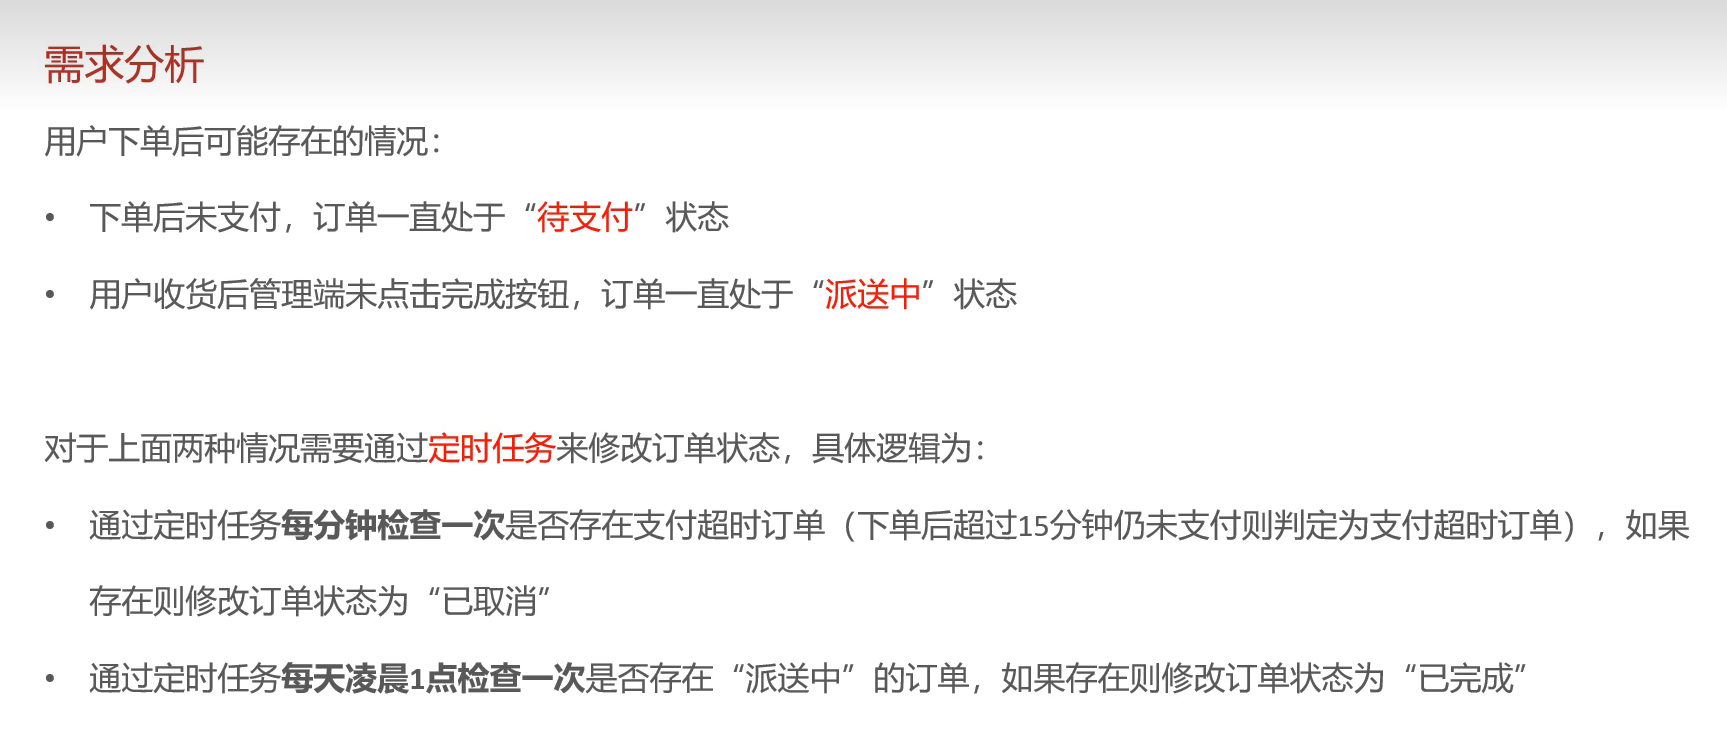 需求分析
用户下单后可能存在的情况：
• 下单后未支付，订单一直处于“待支付”状态
• 用户收货后管理端未点击完成按钮，订单一直处于“派送中”状态
对于上面两种情况需要通过定时任务来修改订单状态，具体逻辑为：
• 通过定时任务每分钟检查一次是否存在支付超时订单（下单后超过15分钟仍未支付则判定为支付超时订单），如果
存在则修改订单状态为“已取消”
• 通过定时任务每天凌晨1点检查一次是否存在“派送中”的订单，如果存在则修改订单状态为“已完成”